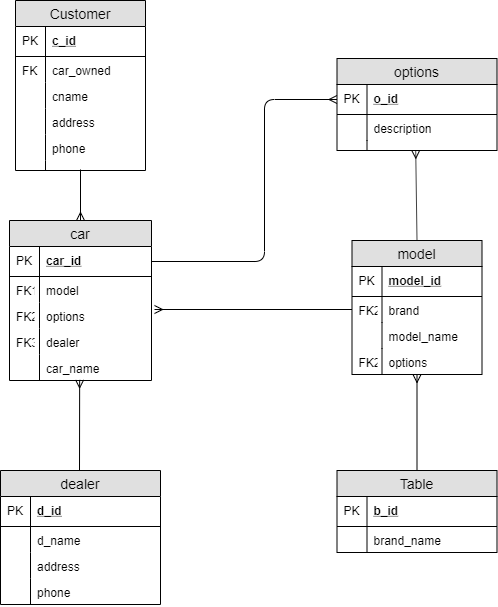 Customer
PK c_id
FK car_owned
cname
address
phone
options
PK o_id
description
car
PK car_id
FK1 model
FK2 options
FK3 dealer
car_name
model
PK model_id
FK2 brand
model_name
FK2 options
dealer
PK d_id
d_name
address
phone
Table
PK b_id
brand_name